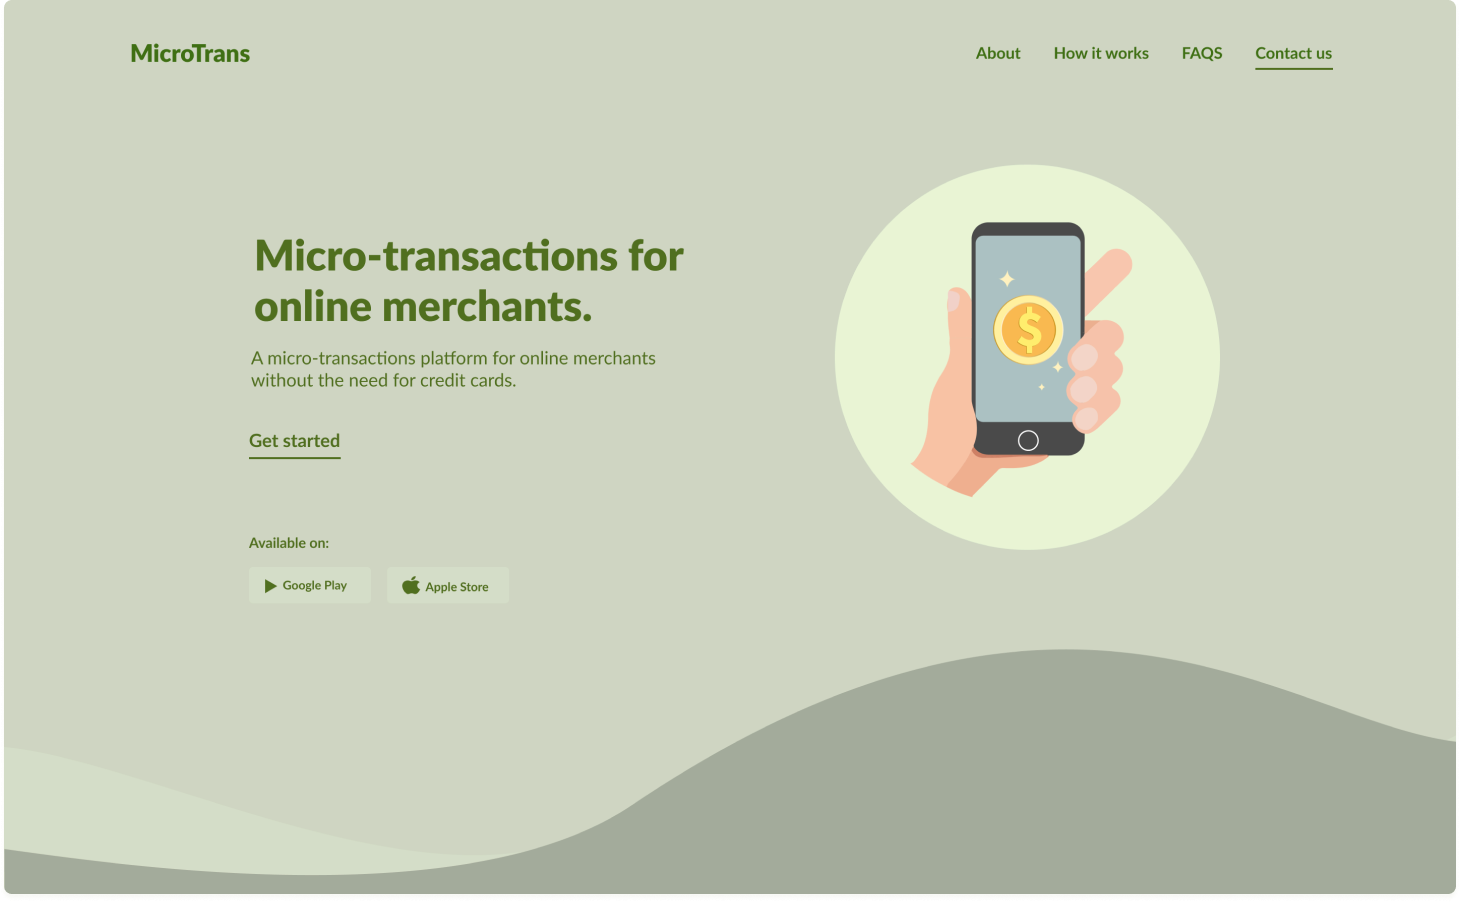 MicroTrans
About
How it works
FAQS
Contact us
Micro-transactions for
online merchants.
A micro-transactions platform for online merchants
without the need for credit cards.
Get started
Available on:
Google Play
Apple Store
$